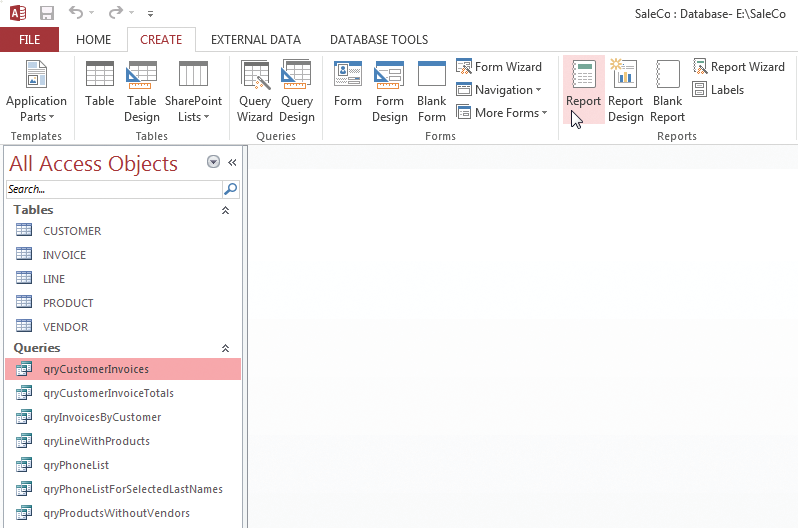 SaleCo : Database- E:\SaleCo
FILE HOME CREATE EXTERNAL DATA DATABASE TOOLS
Application Parts
Table
Table Design
SharePoint Lists
Query Wizard
Query Design
Form
Form Design
Blank Form
Form Wizard
Navigation
More Forms
Report
Report Design
Blank Report
Report Wizard
Labels
Templates Tables Queries Forms Reports
All Access Objects
Search...
Tables
CUSTOMER
INVOICE
LINE
PRODUCT
VENDOR
Queries
qryCustomerInvoices
qryCustomerInvoiceTotals
qryInvoicesByCustomer
qryLineWithProducts
qryPhoneList
qryPhoneListForSelectedLastNames
qryProductsWithoutVendors